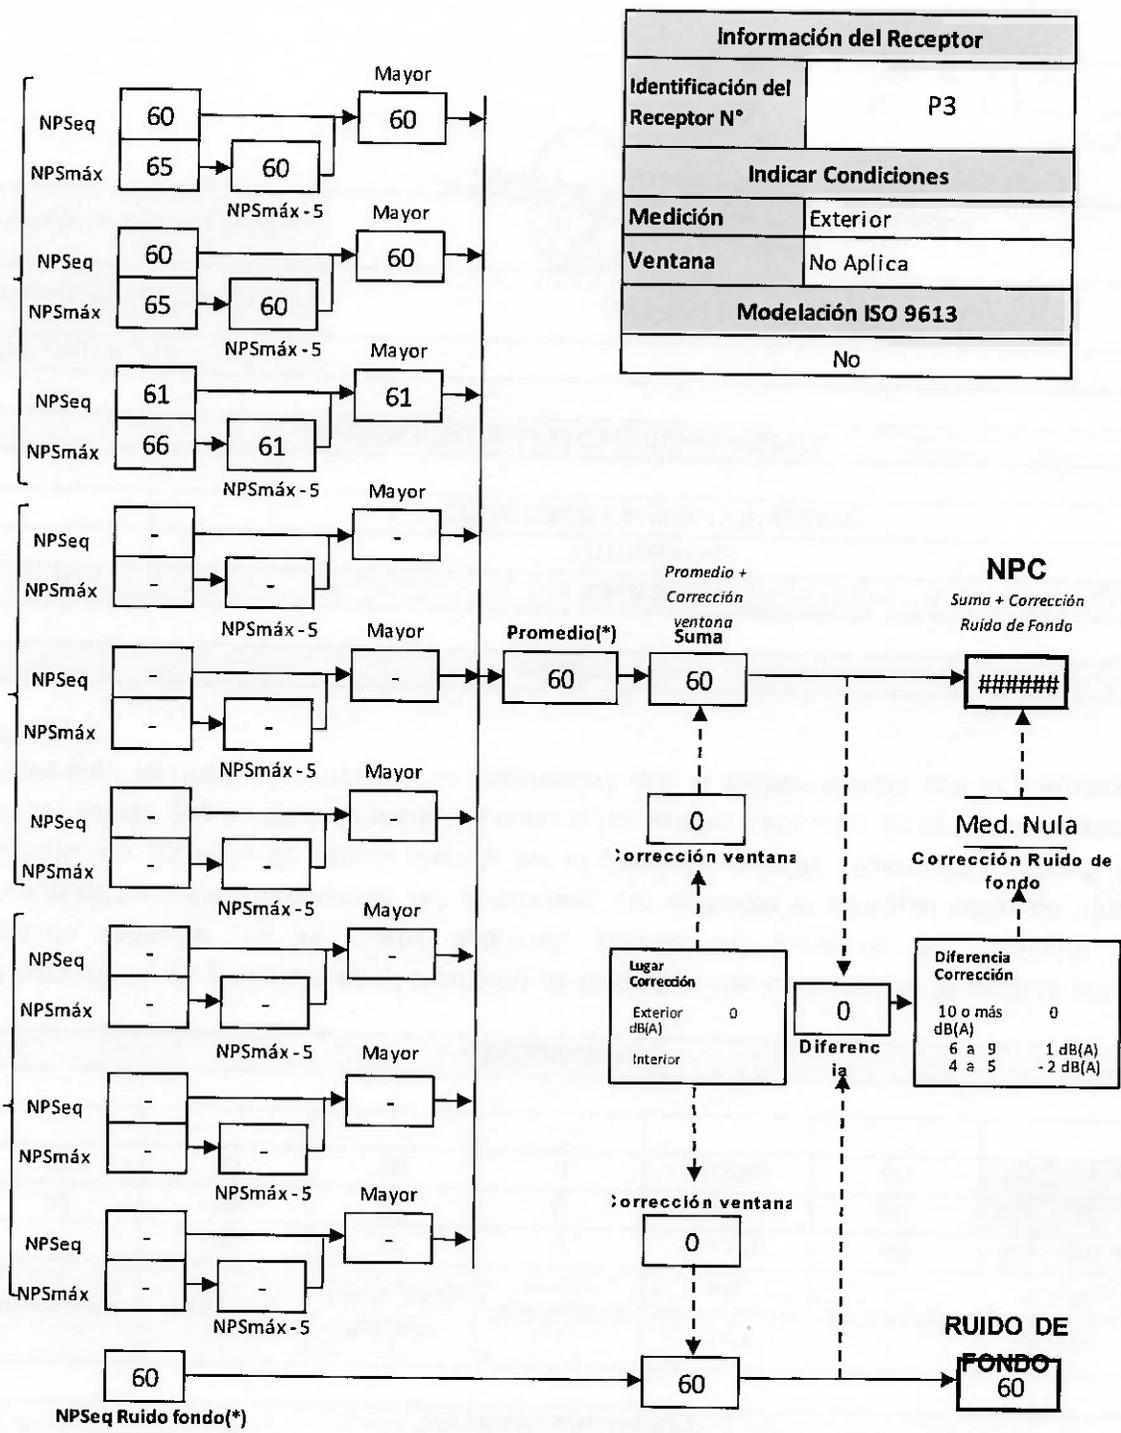 Información del Receptor
Identificación del Receptor N° P3
Indicar Condiciones
Medición Exterior
Ventana No Aplica
Modelación ISO 9613
No
Mayor
NPSeq 60 60
NPSmáx 65 60
NPSmáx - 5
Mayor
NPSeq 60 60
NPSmáx 65 60
NPSmáx - 5
Mayor
NPSeq 61 61
NPSmáx 66 61
NPSmáx - 5
Mayor
NPSeq - -
NPSmáx - -
NPSmáx - 5
Mayor
NPSeq - -
NPSmáx - -
NPSmáx - 5
Mayor
NPSeq - -
NPSmáx - -
NPSmáx - 5
Mayor
NPSeq - -
NPSmáx - -
NPSmáx - 5
Mayor
NPSeq - -
NPSmáx - -
NPSmáx - 5
Mayor
NPSeq - -
NPSmáx - -
NPSmáx - 5
60
NPSeq Ruido fondo(*)
Promedio(*)
60
Promedio +
Corrección
ventana
Suma
60
0
orrección ventana
Lugar
Corrección
Exterior 0
dB(A)
Interior
orrección ventana
0
60
0
Diferenc
ia
NPC
Suma + Corrección
Ruido de Fondo
######
Med. Nula
Corrección Ruido de
fondo
Diferencia
Corrección
10 o más 0
dB(A)
6 a 9 1 dB(A)
4 a 5 - 2 dB(A)
RUIDO DE
FONDO
60